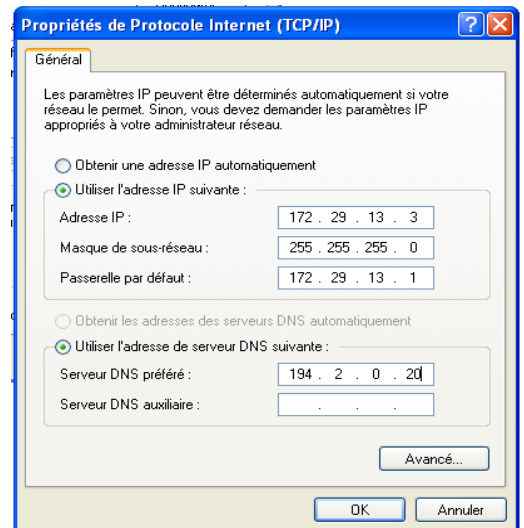 Propriétés de Protocole Internet (TCP/IP)
Général
Les paramètres IP peuvent être déterminés automatiquement si votre
réseau le permet. Sinon, vous devez demander les paramètres IP
appropriés à votre administrateur réseau.
Obtenir une adresse IP automatiquement
Utiliser l'adresse IP suivante :
Adresse IP : 172 . 29 . 13 . 3
Masque de sous-réseau : 255 . 255 . 255 . 0
Passerelle par défaut : 172 . 29 . 13 . 1
Obtenir les adresses des serveurs DNS automatiquement
Utiliser l'adresse de serveur DNS suivante :
Serveur DNS préféré : 194 . 2 . 0 . 20
Serveur DNS auxiliaire : . . .
Avancé...
OK Annuler